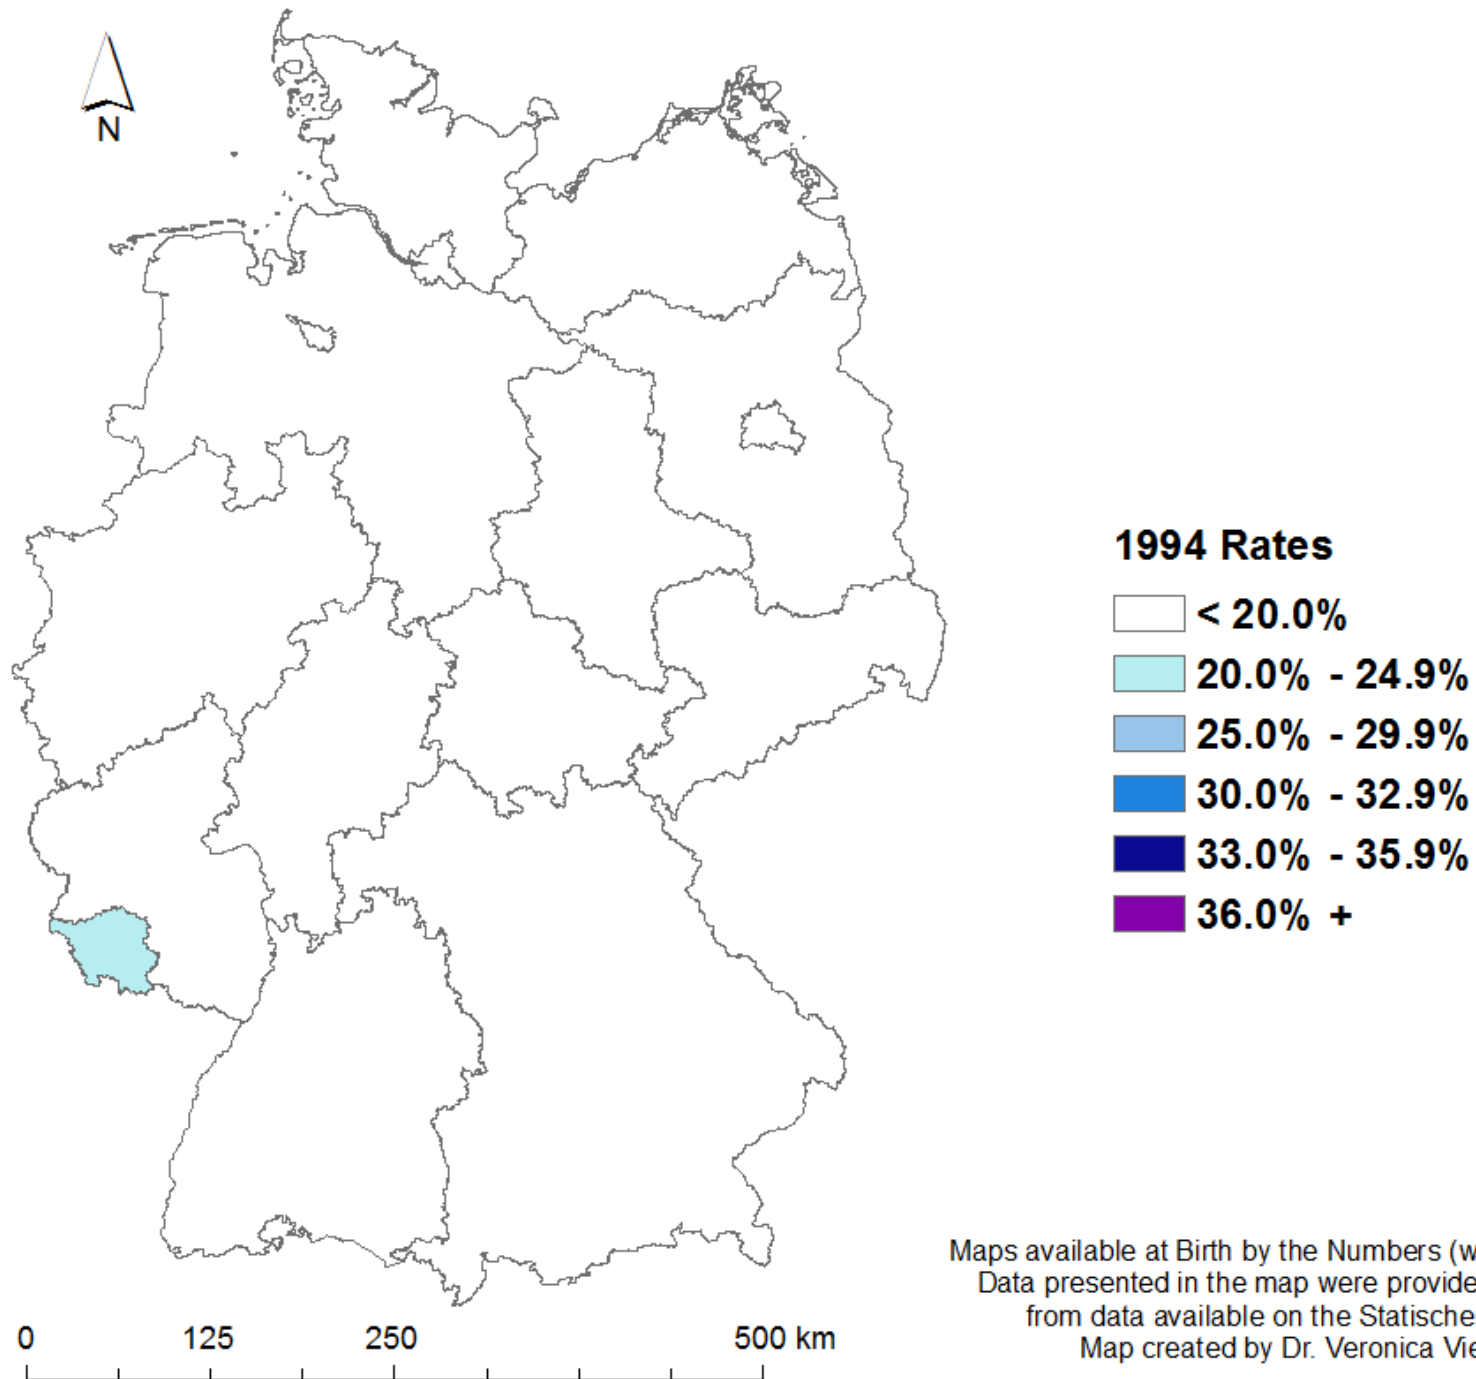 N
1994 Rates
< 20.0%
20.0% - 24.9%
25.0% - 29.9%
30.0% - 32.9%
33.0% - 35.9%
36.0% +
Maps available at Birth by the Numbers (w
Data presented in the map were provide
from data available on the Statische
Map created by Dr. Veronica Vie
0 125 250 500 km